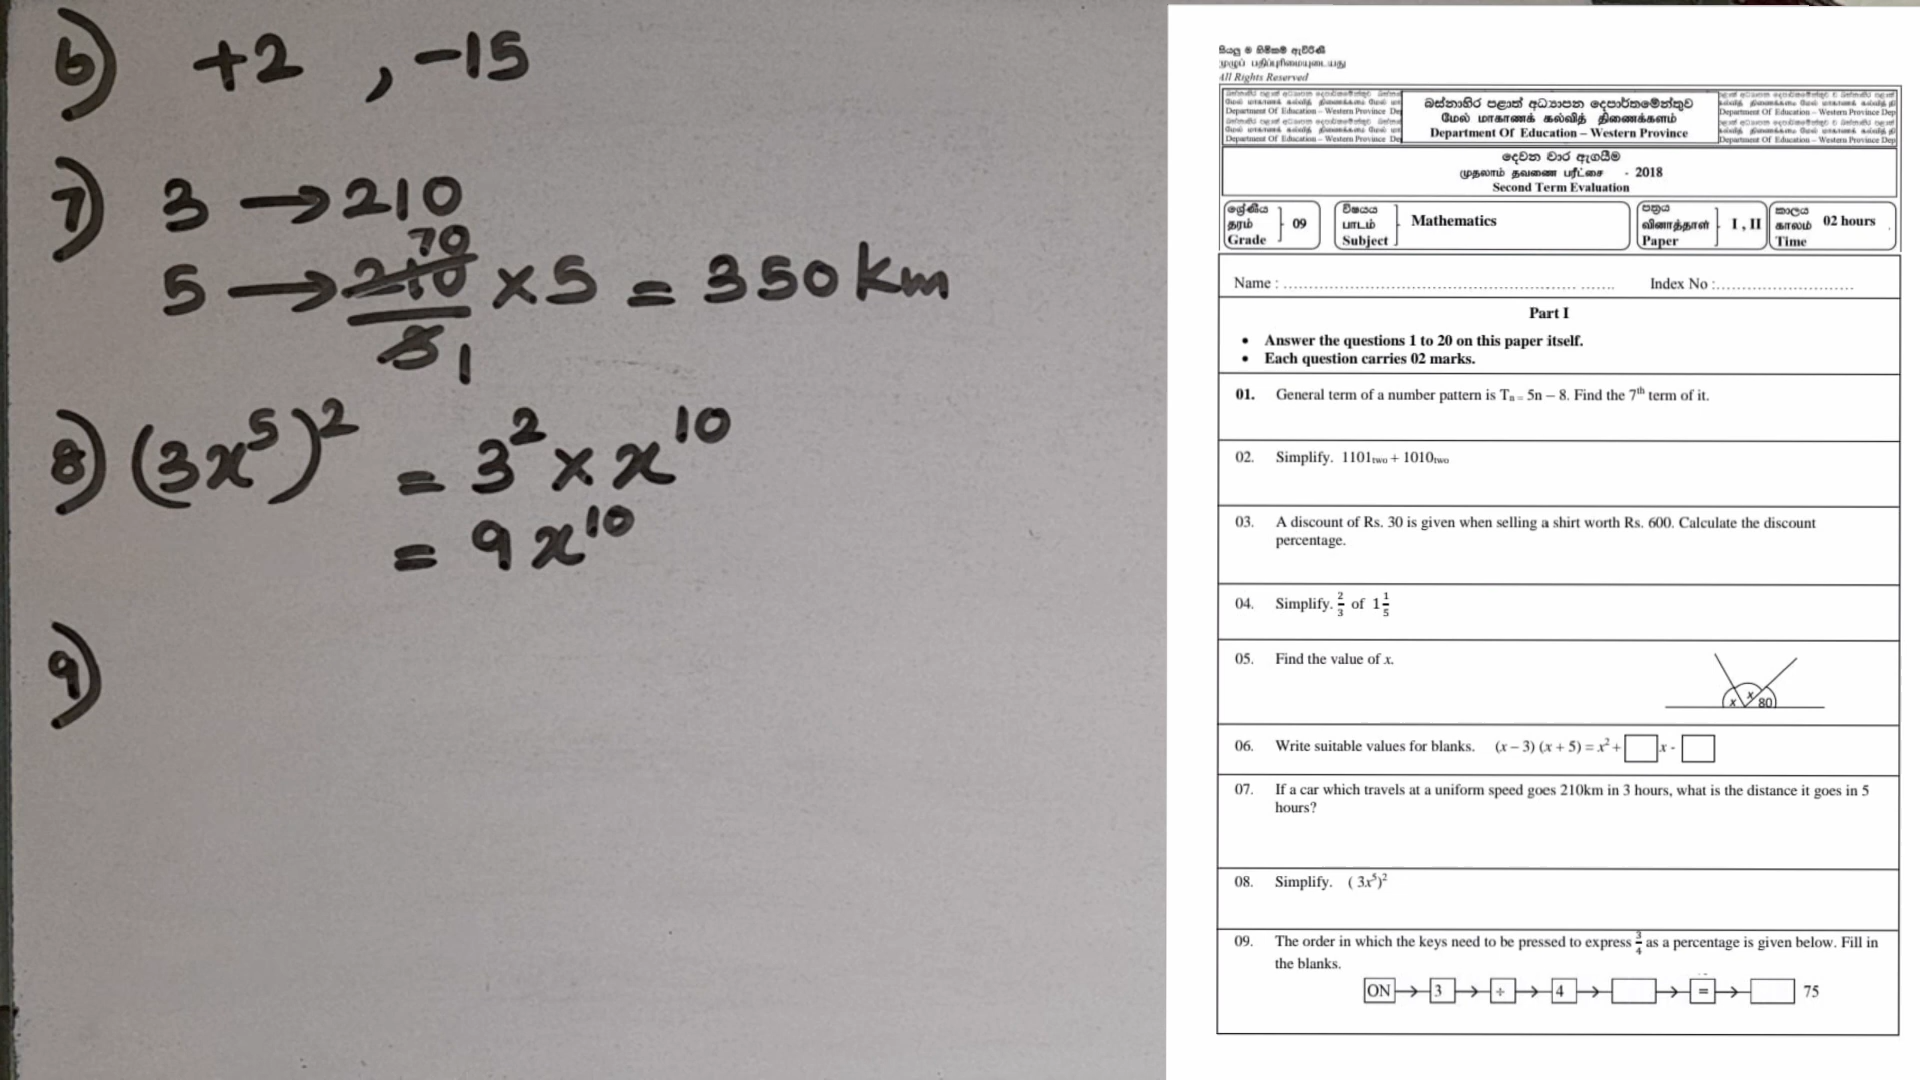 6) +2 , -15
7) 3 → 210
70
5 → 210 × 5 = 350 km
3 1
8) (3x⁵)² = 3² × x¹⁰
= 9x¹⁰
9)
සියලු ම හිමිකම් ඇවිරිණි
முழுப் பதிப்புரிமையுடையது
All Rights Reserved
බස්නාහිර පළාත් අධ්‍යාපන දෙපාර්තමේන්තුව
மேல் மாகாணக் கல்வித் திணைக்களம்
Department Of Education – Western Province
දෙවන වාර ඇගයීම
முதலாம் தவணை பரீட்சை - 2018
Second Term Evaluation
ශ්‍රේණිය
தரம் 09
Grade
විෂයය
பாடம் Mathematics
Subject
පත්‍රය
வினாத்தாள் I , II
Paper
කාලය
காலம் 02 hours
Time
Name : ........ Index No :........
Part I
• Answer the questions 1 to 20 on this paper itself.
• Each question carries 02 marks.
01. General term of a number pattern is Tₙ = 5n – 8. Find the 7th term of it.
02. Simplify. 1101two + 1010two
03. A discount of Rs. 30 is given when selling a shirt worth Rs. 600. Calculate the discount
percentage.
04. Simplify. 2/3 of 1 1/5
05. Find the value of x.
x x 80
06. Write suitable values for blanks. (x – 3) (x + 5) = x² + x -
07. If a car which travels at a uniform speed goes 210km in 3 hours, what is the distance it goes in 5
hours?
08. Simplify. ( 3x⁵)²
09. The order in which the keys need to be pressed to express 3/4 as a percentage is given below. Fill in
the blanks.
ON → 3 → ÷ → 4 → → = → 75